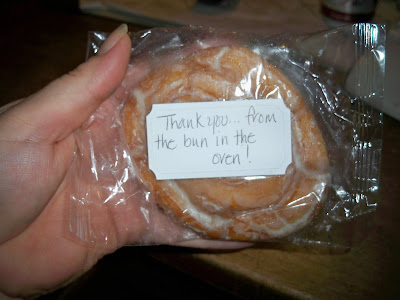 Thank you... from
the bun in the
oven!